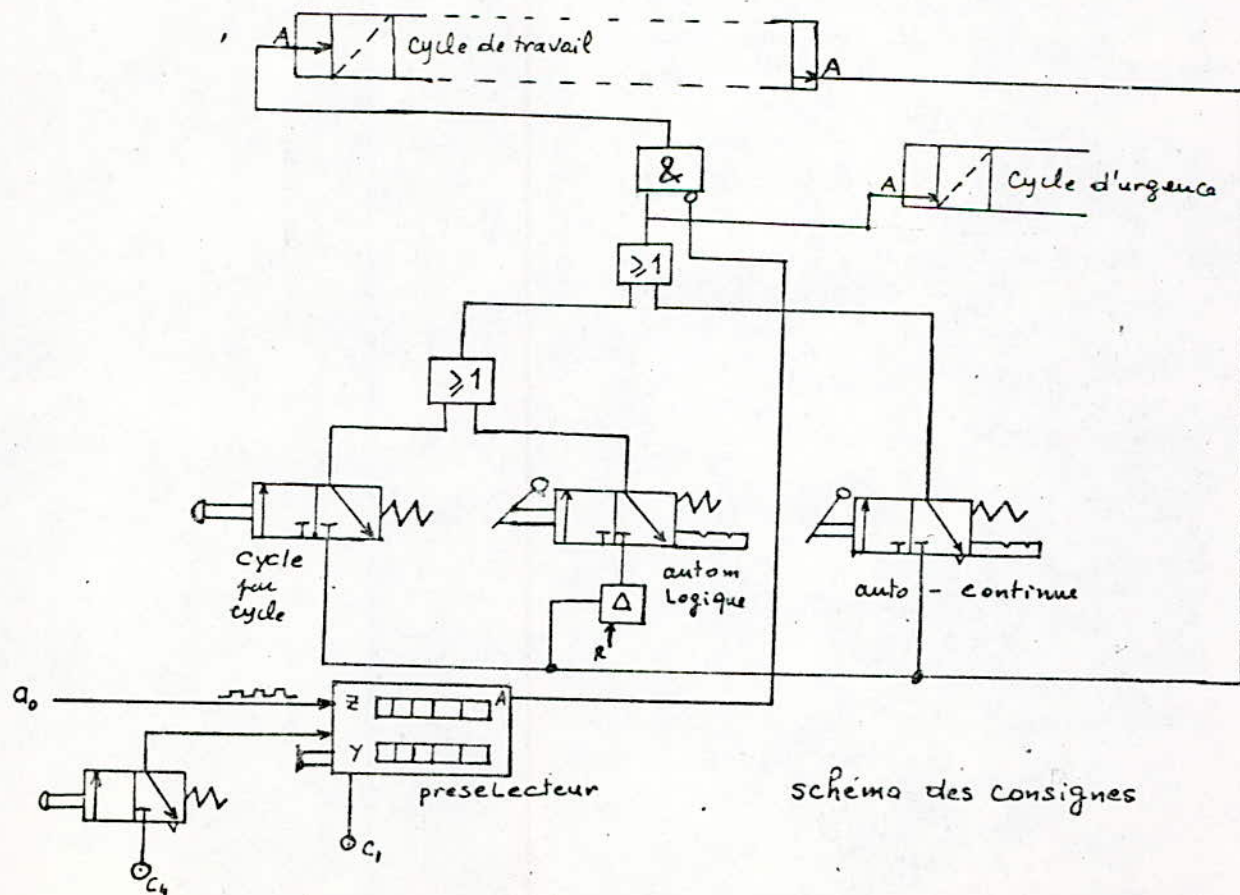 A
cycle de travail
A
&
A
cycle d'urgence
≥1
≥1
cycle
par
cycle
autom
logique
auto - continue
Δ
R
a₀
Z
A
Y
preselecteur
schéma des consignes
C₁
C₄